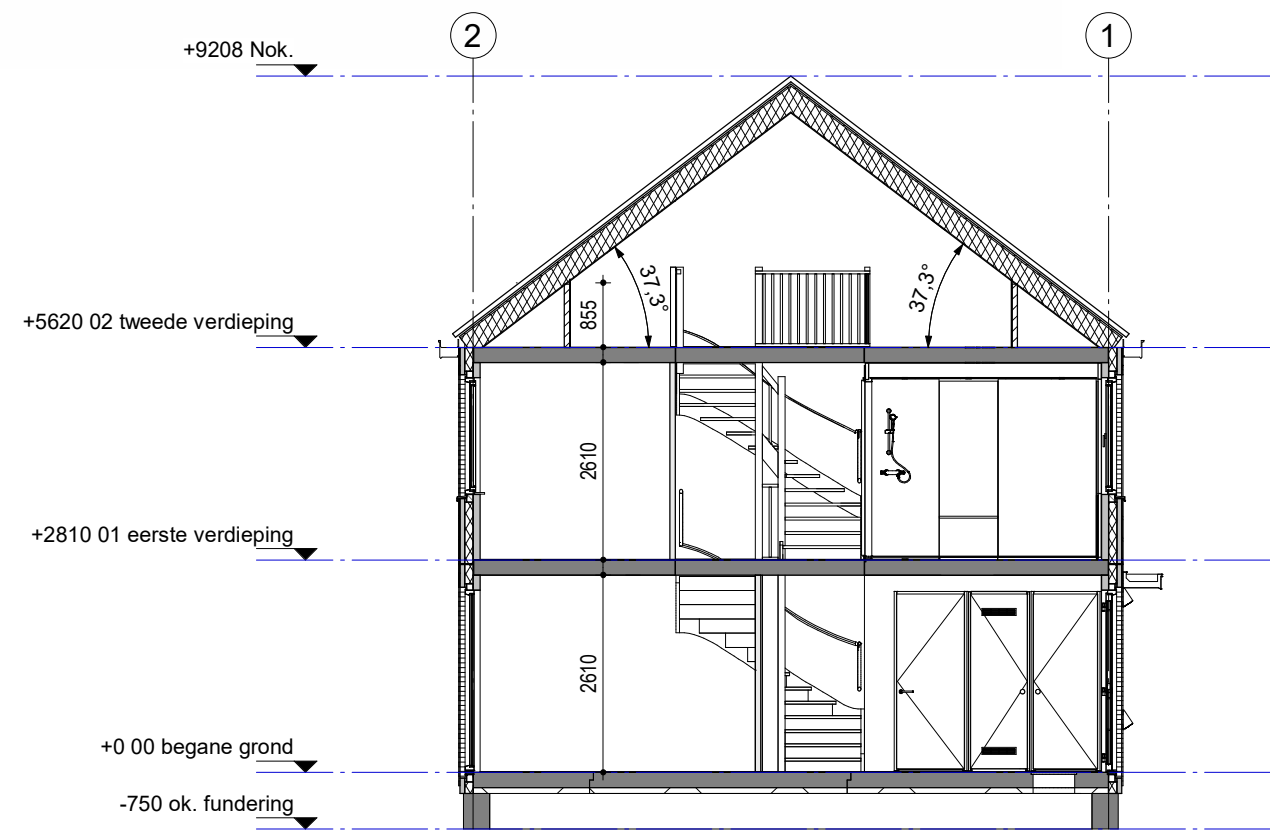 2
1
+9208 Nok.
37,3°
37,3°
855
+5620 02 tweede verdieping
2610
+2810 01 eerste verdieping
2610
+0 00 begane grond
-750 ok. fundering